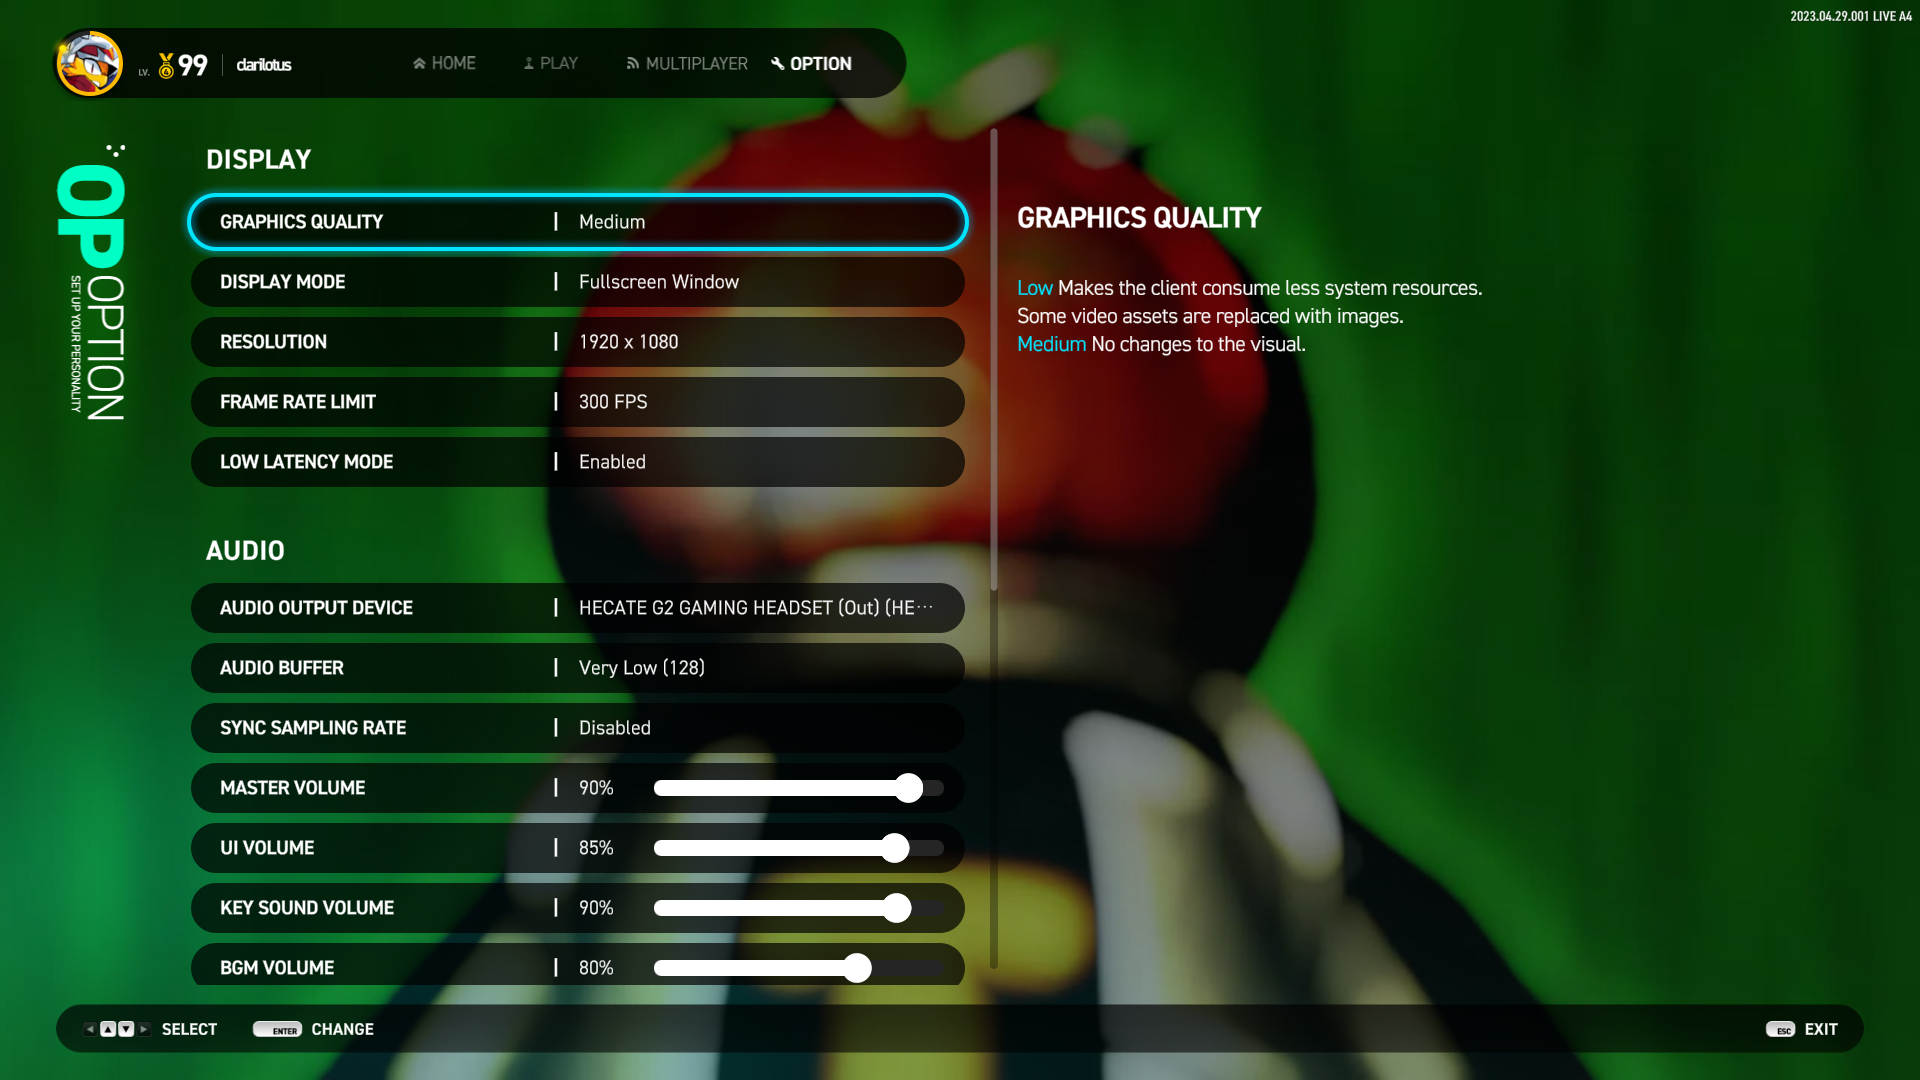 2023.04.29.001 LIVE A4
LV. 99 clarilotus
HOME PLAY MULTIPLAYER OPTION
OP
OPTION
SET UP YOUR PERSONALITY
DISPLAY
GRAPHICS QUALITY | Medium
DISPLAY MODE | Fullscreen Window
RESOLUTION | 1920 x 1080
FRAME RATE LIMIT | 300 FPS
LOW LATENCY MODE | Enabled
AUDIO
AUDIO OUTPUT DEVICE | HECATE G2 GAMING HEADSET (Out) (HE···
AUDIO BUFFER | Very Low (128)
SYNC SAMPLING RATE | Disabled
MASTER VOLUME | 90%
UI VOLUME | 85%
KEY SOUND VOLUME | 90%
BGM VOLUME | 80%
GRAPHICS QUALITY
Low Makes the client consume less system resources.
Some video assets are replaced with images.
Medium No changes to the visual.
SELECT ENTER CHANGE
ESC EXIT